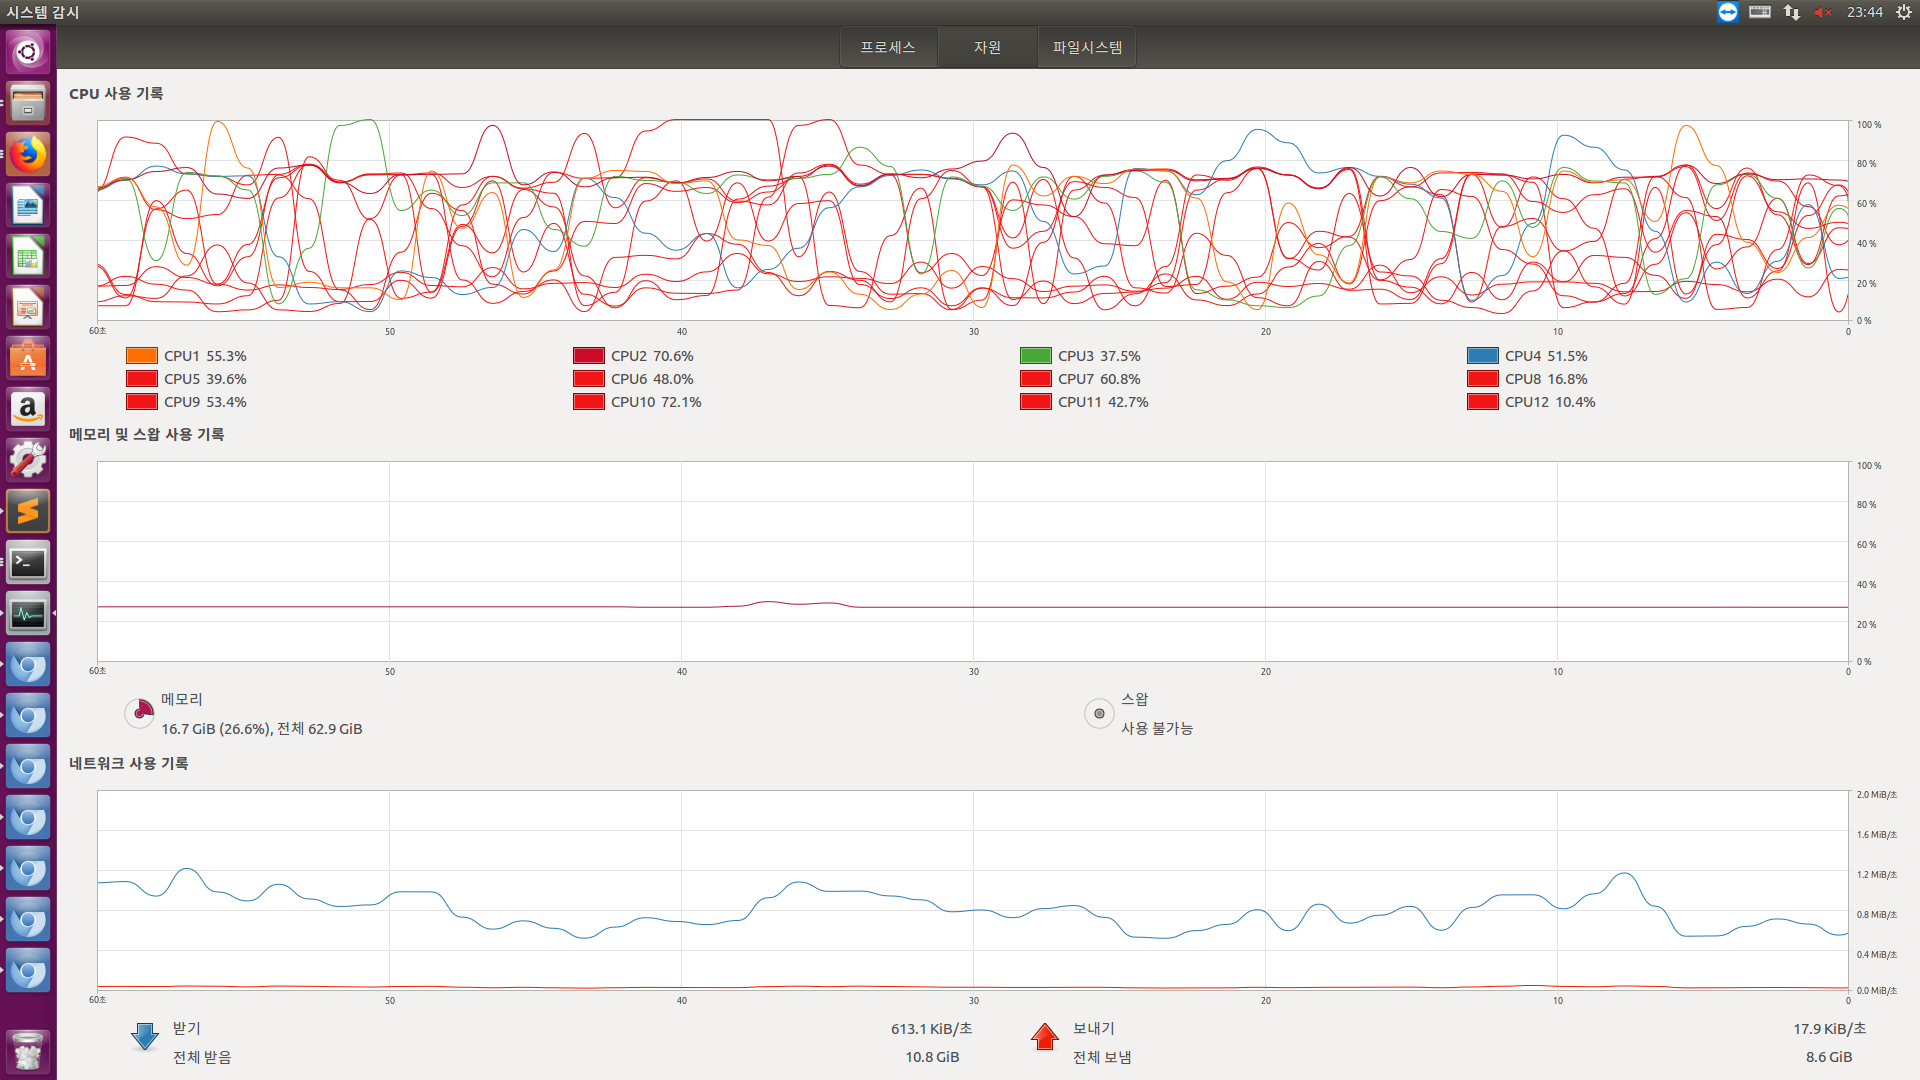 시스템 감시
23:44
프로세스 자원 파일시스템
CPU 사용 기록
100 %
80 %
60 %
40 %
20 %
0 %
60초 50 40 30 20 10 0
CPU1 55.3% CPU2 70.6% CPU3 37.5% CPU4 51.5%
CPU5 39.6% CPU6 48.0% CPU7 60.8% CPU8 16.8%
CPU9 53.4% CPU10 72.1% CPU11 42.7% CPU12 10.4%
메모리 및 스왑 사용 기록
100 %
80 %
60 %
40 %
20 %
0 %
60초 50 40 30 20 10 0
메모리
16.7 GiB (26.6%), 전체 62.9 GiB
스왑
사용 불가능
네트워크 사용 기록
2.0 MiB/초
1.6 MiB/초
1.2 MiB/초
0.8 MiB/초
0.4 MiB/초
0.0 MiB/초
60초 50 40 30 20 10 0
받기 613.1 KiB/초 보내기 17.9 KiB/초
전체 받음 10.8 GiB 전체 보냄 8.6 GiB